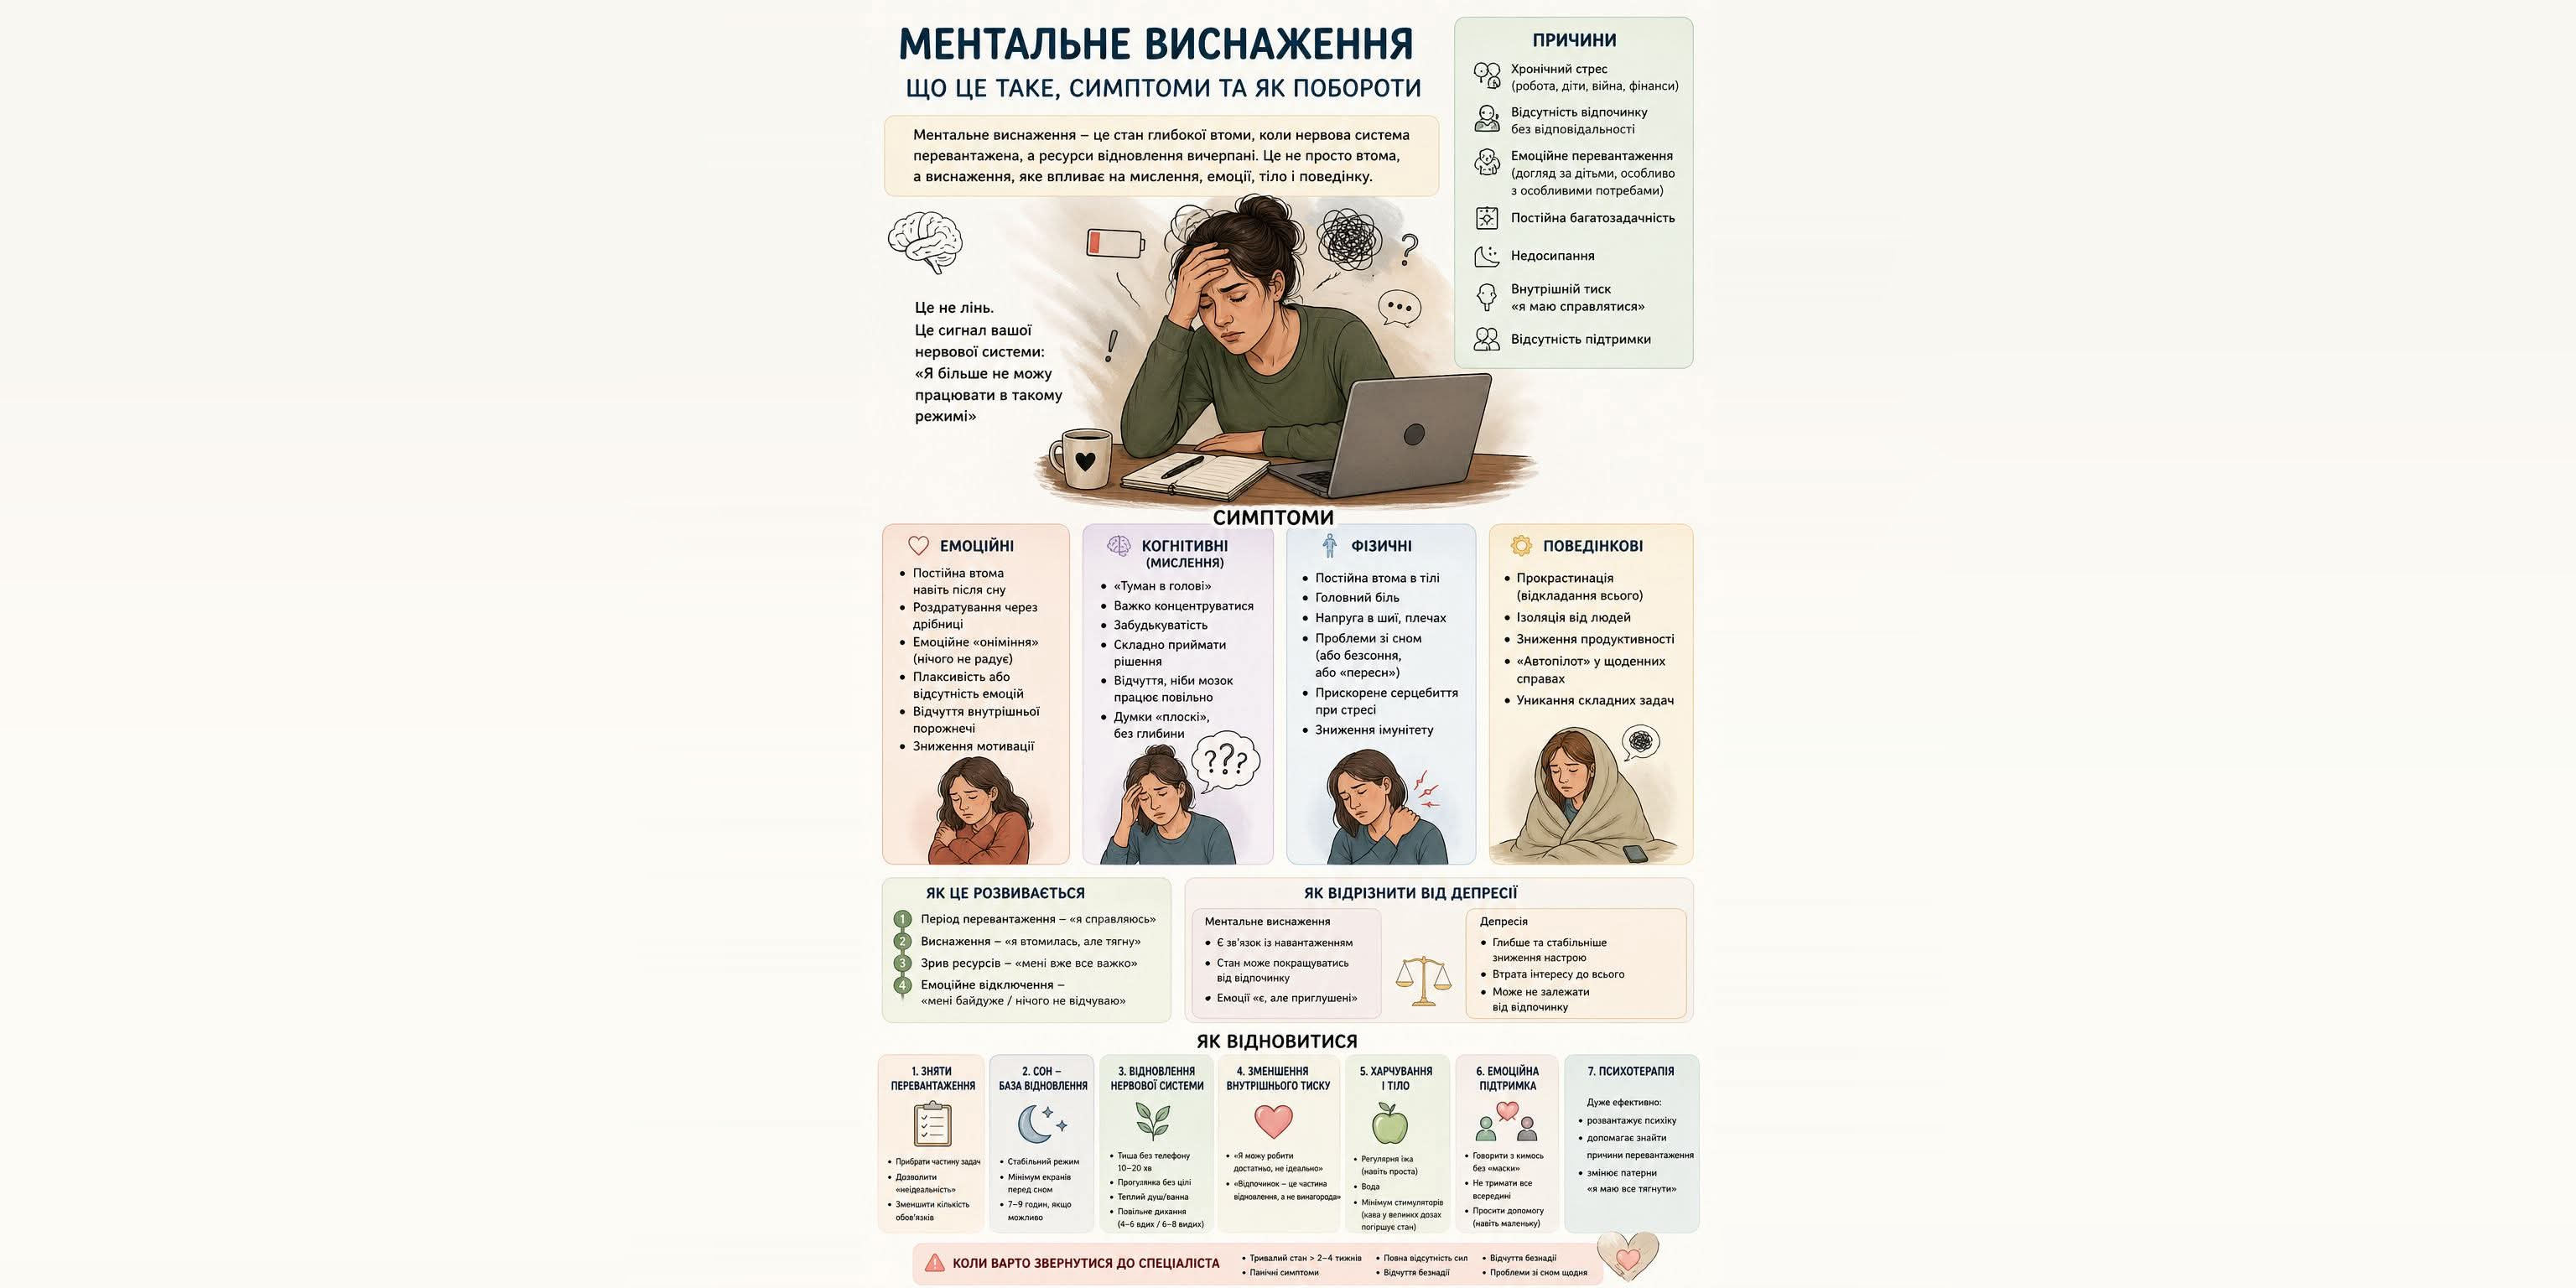 МЕНТАЛЬНЕ ВИСНАЖЕННЯ
ЩО ЦЕ ТАКЕ, СИМПТОМИ ТА ЯК ПОБОРОТИ
Ментальне виснаження – це стан глибокої втоми, коли нервова система
перевантажена, а ресурси відновлення вичерпані. Це не просто втома,
а виснаження, яке впливає на мислення, емоції, тіло і поведінку.
ПРИЧИНИ
Хронічний стрес
(робота, діти, війна, фінанси)
Відсутність відпочинку
без відповідальності
Емоційне перевантаження
(догляд за дітьми, особливо
з особливими потребами)
Постійна багатозадачність
Недосипання
Внутрішній тиск
«я маю справлятися»
Відсутність підтримки
?
!
Це не лінь.
Це сигнал вашої
нервової системи:
«Я більше не можу
працювати в такому
режимі»
СИМПТОМИ
ЕМОЦІЙНІ
• Постійна втома
навіть після сну
• Роздратування через
дрібниці
• Емоційне «оніміння»
(нічого не радує)
• Плаксивість або
відсутність емоцій
• Відчуття внутрішньої
порожнечі
• Зниження мотивації
КОГНІТИВНІ
(МИСЛЕННЯ)
• «Туман в голові»
• Важко концентруватися
• Забудькуватість
• Складно приймати
рішення
• Відчуття, ніби мозок
працює повільно
• Думки «плоскі»,
без глибини
???
ФІЗИЧНІ
• Постійна втома в тілі
• Головний біль
• Напруга в шиї, плечах
• Проблеми зі сном
(або безсоння,
або «пересн»)
• Прискорене серцебиття
при стресі
• Зниження імунітету
ПОВЕДІНКОВІ
• Прокрастинація
(відкладання всього)
• Ізоляція від людей
• Зниження продуктивності
• «Автопілот» у щоденних
справах
• Уникання складних задач
ЯК ЦЕ РОЗВИВАЄТЬСЯ
1 Період перевантаження – «я справляюсь»
2 Виснаження – «я втомилась, але тягну»
3 Зрив ресурсів – «мені вже все важко»
4 Емоційне відключення –
«мені байдуже / нічого не відчуваю»
ЯК ВІДРІЗНИТИ ВІД ДЕПРЕСІЇ
Ментальне виснаження
• Є зв'язок із навантаженням
• Стан може покращуватись
від відпочинку
• Емоції «є, але приглушені»
Депресія
• Глибше та стабільніше
зниження настрою
• Втрата інтересу до всього
• Може не залежати
від відпочинку
ЯК ВІДНОВИТИСЯ
1. ЗНЯТИ
ПЕРЕВАНТАЖЕННЯ
• Прибрати частину задач
• Дозволити
«неідеальність»
• Зменшити кількість
обов'язків
2. СОН –
БАЗА ВІДНОВЛЕННЯ
• Стабільний режим
• Мінімум екранів
перед сном
• 7–9 годин, якщо
можливо
3. ВІДНОВЛЕННЯ
НЕРВОВОЇ СИСТЕМИ
• Тиша без телефону
10–20 хв
• Прогулянка без цілі
• Теплий душ/ванна
• Повільне дихання
(4–6 вдих / 6–8 видих)
4. ЗМЕНШЕННЯ
ВНУТРІШНЬОГО ТИСКУ
• «Я можу робити
достатньо, не ідеально»
• «Відпочинок – це частина
відновлення, а не винагорода»
5. ХАРЧУВАННЯ
І ТІЛО
• Регулярня їжа
(навіть проста)
• Вода
• Мінімум стимуляторів
(кава у великх дозах
погіршує стан)
6. ЕМОЦІЙНА
ПІДТРИМКА
• Говорити з кимось
без «маски»
• Не тримати все
всередині
• Просити допомогу
(навіть маленьку)
7. ПСИХОТЕРАПІЯ
Дуже ефективно:
• розвантажує психіку
• допомагає знайти
причини перевантаження
• змінює патерни
«я маю все тягнути»
КОЛИ ВАРТО ЗВЕРНУТИСЯ ДО СПЕЦІАЛІСТА
• Тривалий стан > 2–4 тижнів
• Панічні симптоми
• Повна відсутність сил
• Відчуття безнадії
• Відчуття безнадії
• Проблеми зі сном щодня